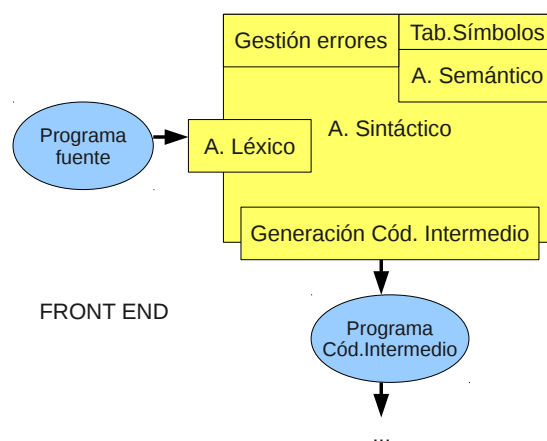 Gestión errores
Tab.Símbolos
A. Semántico
Programa
fuente
A. Léxico
A. Sintáctico
Generación Cód. Intermedio
FRONT END
Programa
Cód.Intermedio
...